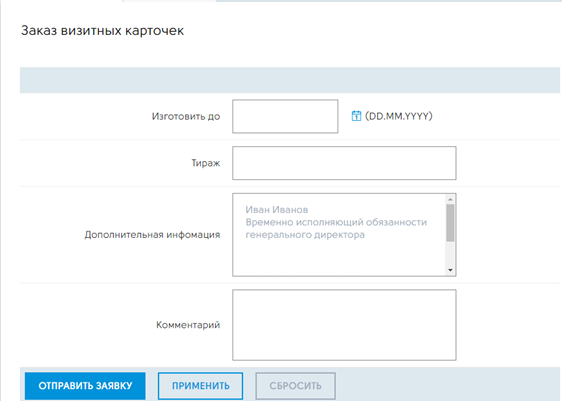 Заказ визитных карточек
Изготовить до
(DD.MM.YYYY)
Тираж
Дополнительная инфомация
Иван Иванов
Временно исполняющий обязанности
генерального директора
Комментарий
ОТПРАВИТЬ ЗАЯВКУ
ПРИМЕНИТЬ
СБРОСИТЬ